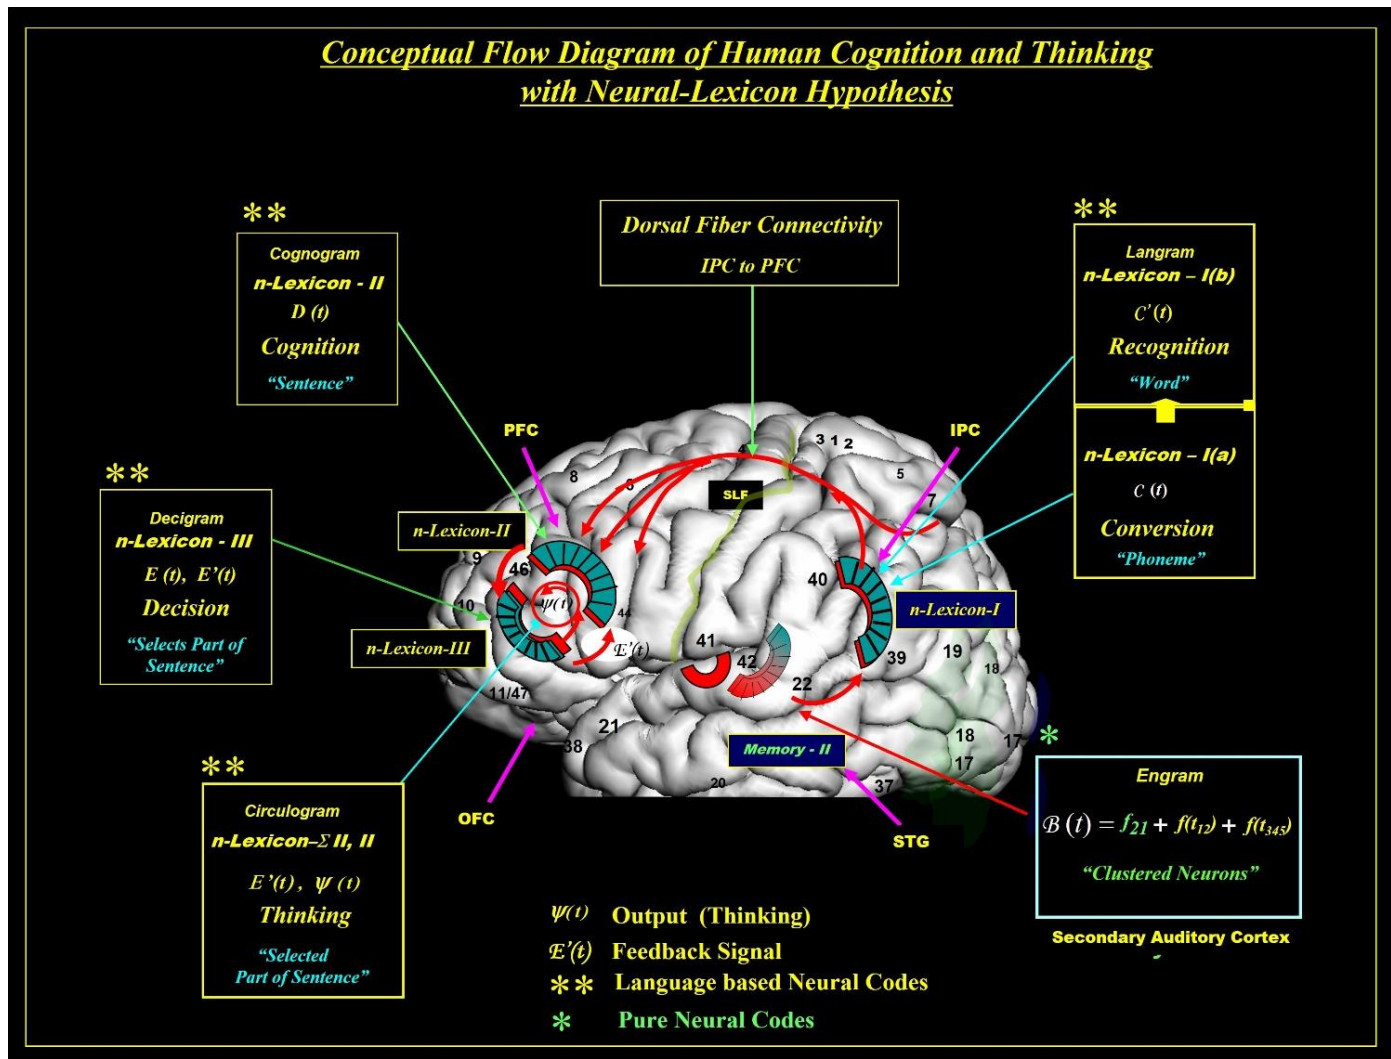 Conceptual Flow Diagram of Human Cognition and Thinking
with Neural-Lexicon Hypothesis
**
Cognogram
n-Lexicon - II
D (t)
Cognition
“Sentence”
Dorsal Fiber Connectivity
IPC to PFC
**
Langram
n-Lexicon – I(b)
C’(t)
Recognition
“Word”
n-Lexicon – I(a)
C (t)
Conversion
“Phoneme”
**
Decigram
n-Lexicon - III
E (t), E’(t)
Decision
“Selects Part of
Sentence”
PFC
IPC
SLF
n-Lexicon-II
n-Lexicon-III
n-Lexicon-I
Memory - II
OFC
STG
4
3 1 2
5
7
8
6
9
46
10
Ψ(t)
44
E’(t)
11/47
40
41
42
39
22
19
18
21
38
20
37
18
17
17
**
Circulogram
n-Lexicon–Σ II, II
E’(t) , Ψ (t)
Thinking
“Selected
Part of Sentence”
*
Engram
B (t) = f21 + f(t12) + f(t345)
“Clustered Neurons”
Secondary Auditory Cortex
Ψ(t) Output (Thinking)
E’(t) Feedback Signal
** Language based Neural Codes
* Pure Neural Codes